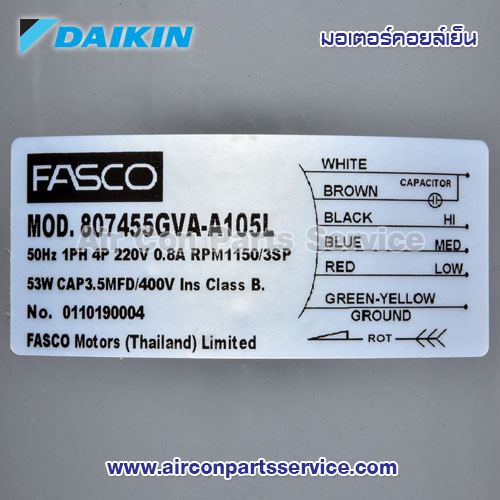 DAIKIN
มอเตอร์คอยล์เย็น
FASCO
MOD. 807455GVA-A105L
50Hz 1PH 4P 220V 0.8A RPM1150/3SP
53W CAP3.5MFD/400V Ins Class B.
No. 0110190004
FASCO Motors (Thailand) Limited
WHITE
BROWN
CAPACITOR
BLACK HI
BLUE MED
RED LOW
GREEN-YELLOW
GROUND
ROT
Air Con Parts Service.com
www.airconpartsservice.com